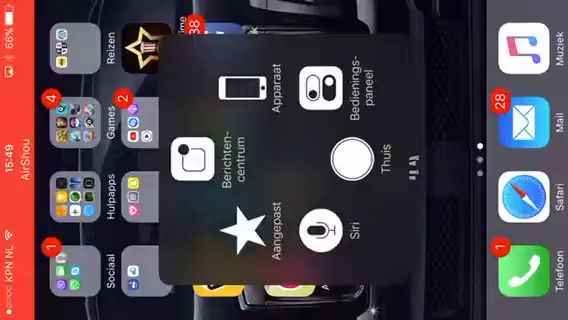 KPN NL
15:49
66%
AirShou
1
Sociaal
Hulpapps
4
Games
Reizen
2
38
Berichten-
centrum
Aangepast
Apparaat
Siri
Bedienings-
paneel
Thuis
1
Telefoon
Safari
28
Mail
Muziek